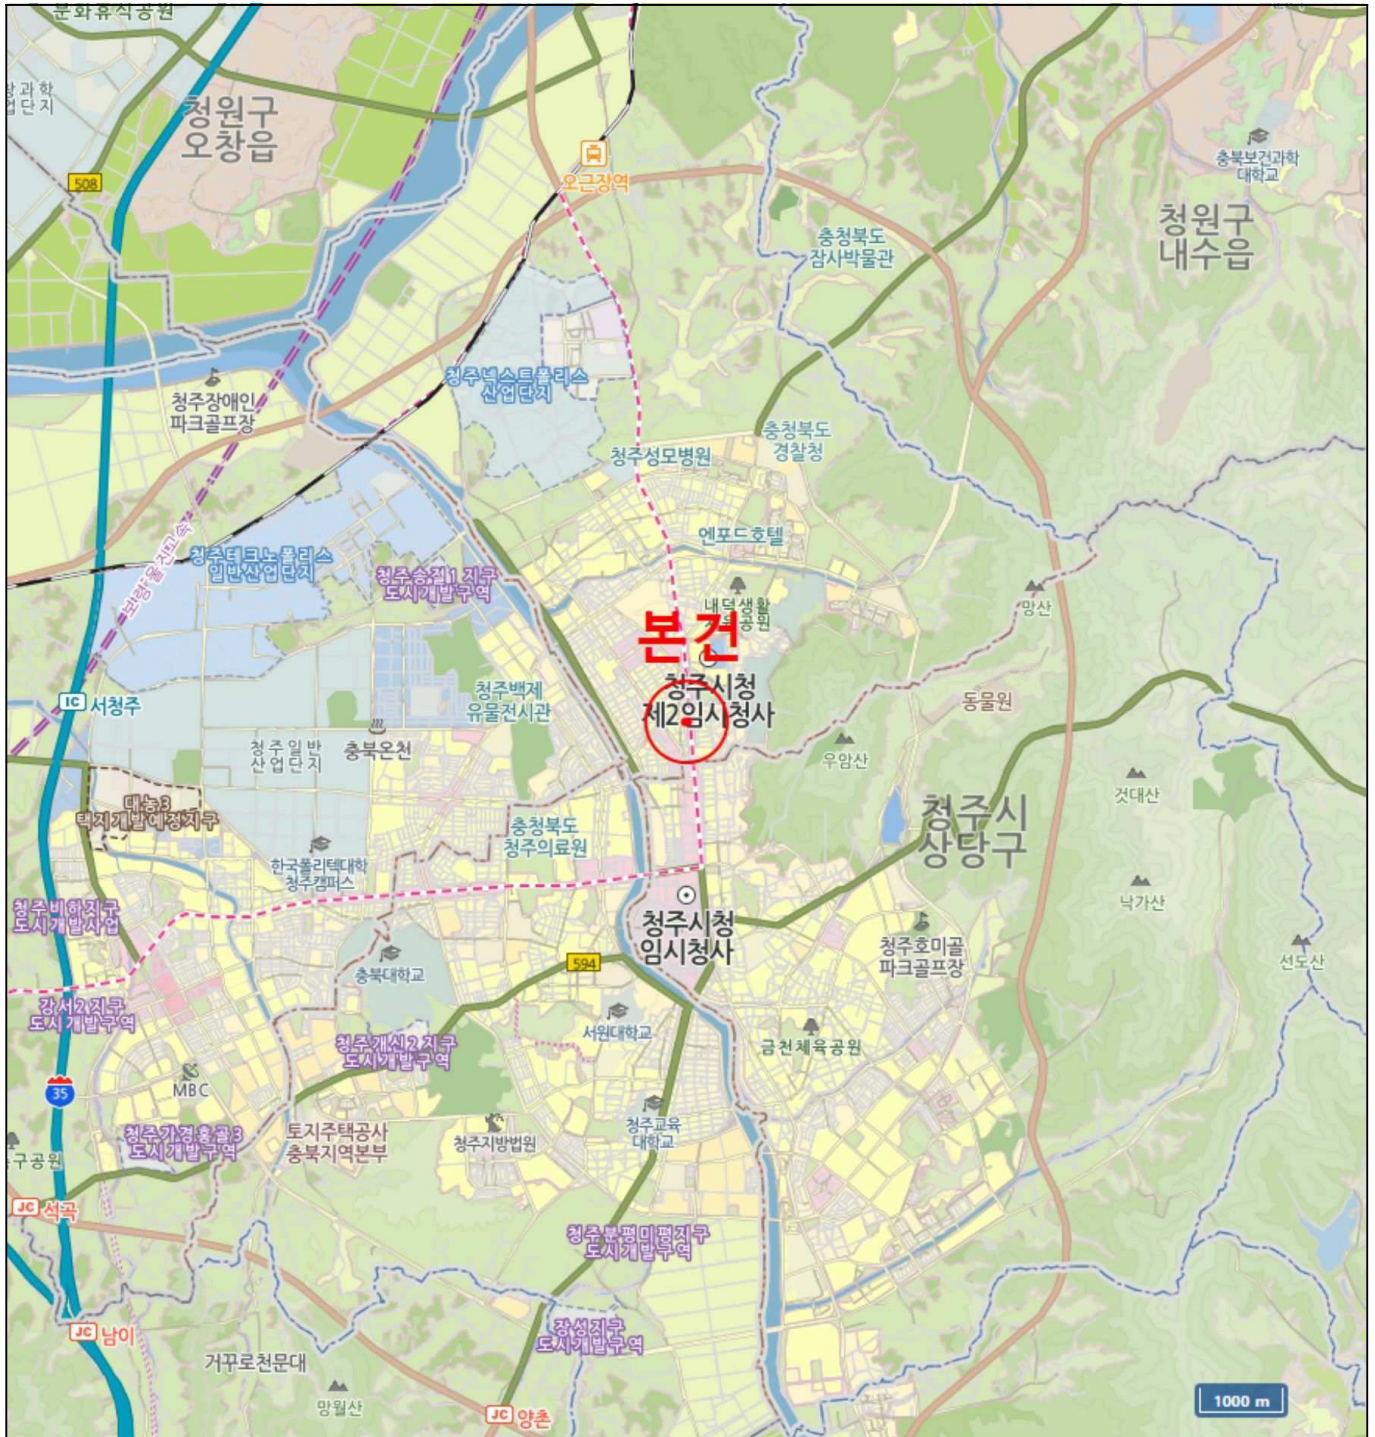 문화휴식공원
청원구
오창읍
508
오근장역
충북보건과학
대학교
청원구
내수읍
충청북도
잠사박물관
청주넥스트폴리스
산업단지
청주장애인
파크골프장
충청북도
경찰청
청주성모병원
엔포드호텔
청주테크노폴리스
일반산업단지
청주송절1지구
도시개발구역
내덕생활
공원
망산
본건
청주시청
제2임시청사
청주백제
유물전시관
동물원
IC 서청주
청주일반
산업단지
충북온천
우암산
것대산
대농3
택지개발예정지구
청주시
상당구
충청북도
청주의료원
한국폴리텍대학
청주캠퍼스
청주비하지구
도시개발사업
낙가산
청주시청
임시청사
청주호미골
파크골프장
선도산
충북대학교
594
강서2지구
도시개발구역
서원대학교
청주개신2지구
도시개발구역
금천체육공원
MBC
35
청주가경홍골3
도시개발구역
토지주택공사
충북지역본부
청주지방법원
청주교육
대학교
구공원
JC 석곡
청주분평미평지구
도시개발구역
JC 남이
장성지구
도시개발구역
거꾸로천문대
망월산
JC 양촌
1000 m